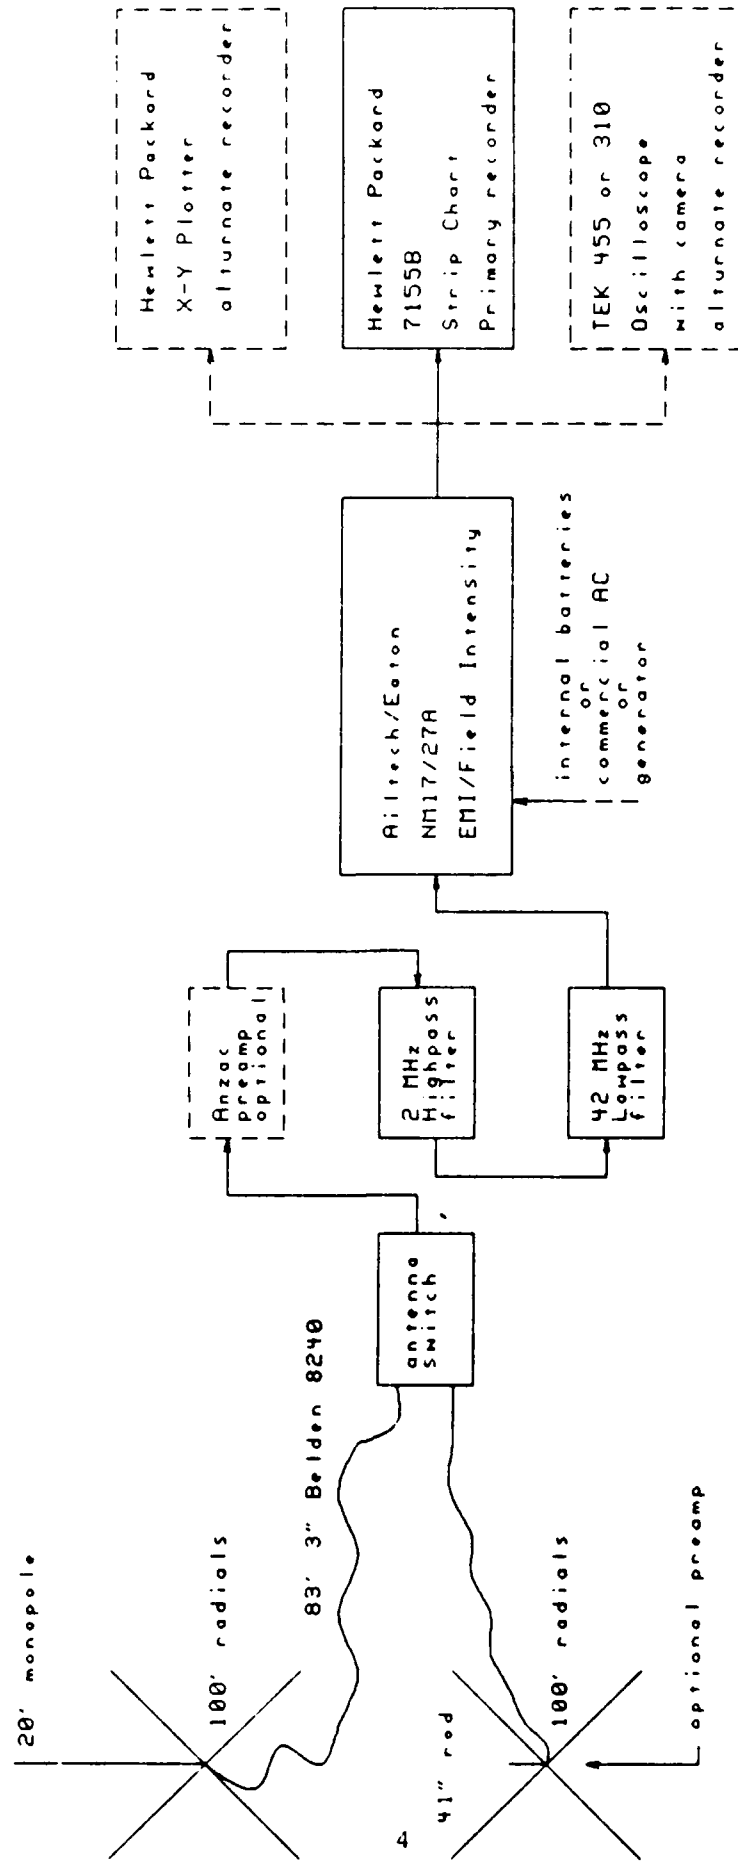 20' monopole
100' radials
83' 3" Belden 8240
41" rod
100' radials
optional preamp
antenna
switch
Anzac
preamp
optional
2 MHz
Highpass
filter
42 MHz
Lowpass
filter
Ailtech/Eaton
NM17/27A
EMI/Field Intensity
internal batteries
or
commercial AC
or
generator
Hewlett Packard
X-Y Plotter
alturnate recorder
Hewlett Packard
7155B
Strip Chart
Primary recorder
TEK 455 or 310
Oscilloscope
with camera
alturnate recorder
4